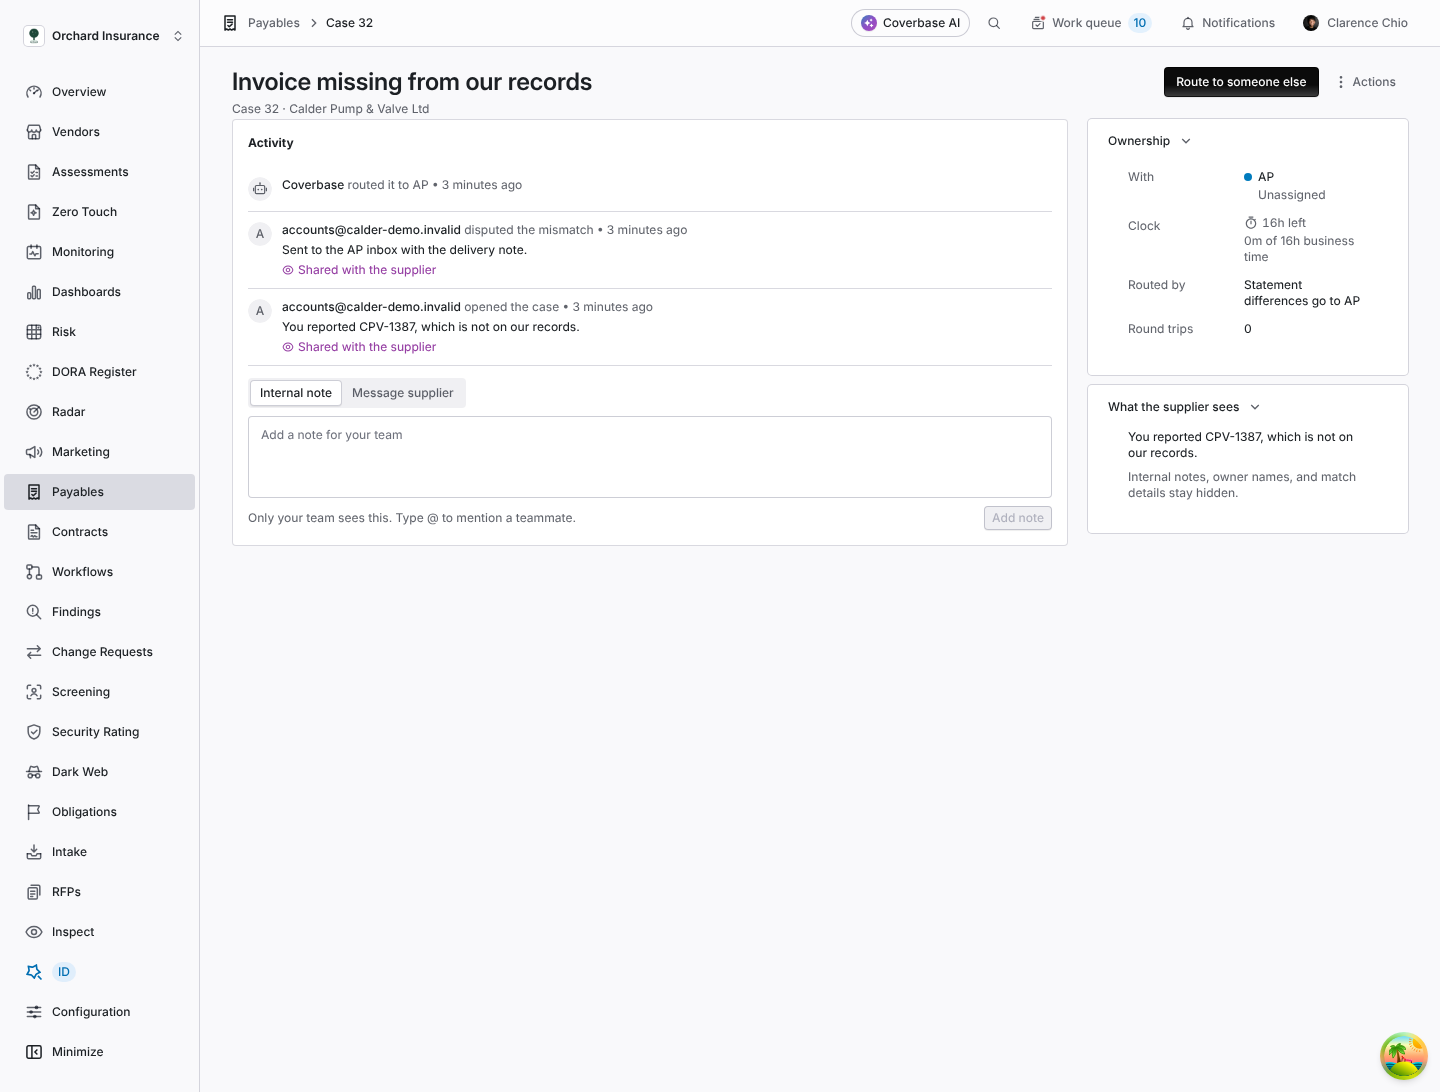 Orchard Insurance
Overview
Vendors
Assessments
Zero Touch
Monitoring
Dashboards
Risk
DORA Register
Radar
Marketing
Payables
Contracts
Workflows
Findings
Change Requests
Screening
Security Rating
Dark Web
Obligations
Intake
RFPs
Inspect
ID
Configuration
Minimize
Payables > Case 32
Coverbase AI
Work queue 10
Notifications
Clarence Chio
Invoice missing from our records
Case 32 · Calder Pump & Valve Ltd
Route to someone else
Actions
Activity
Coverbase routed it to AP • 3 minutes ago
A
accounts@calder-demo.invalid disputed the mismatch • 3 minutes ago
Sent to the AP inbox with the delivery note.
Shared with the supplier
A
accounts@calder-demo.invalid opened the case • 3 minutes ago
You reported CPV-1387, which is not on our records.
Shared with the supplier
Internal note
Message supplier
Add a note for your team
Only your team sees this. Type @ to mention a teammate.
Add note
Ownership
With
AP
Unassigned
Clock
16h left
0m of 16h business
time
Routed by
Statement
differences go to AP
Round trips
0
What the supplier sees
You reported CPV-1387, which is not on
our records.
Internal notes, owner names, and match
details stay hidden.